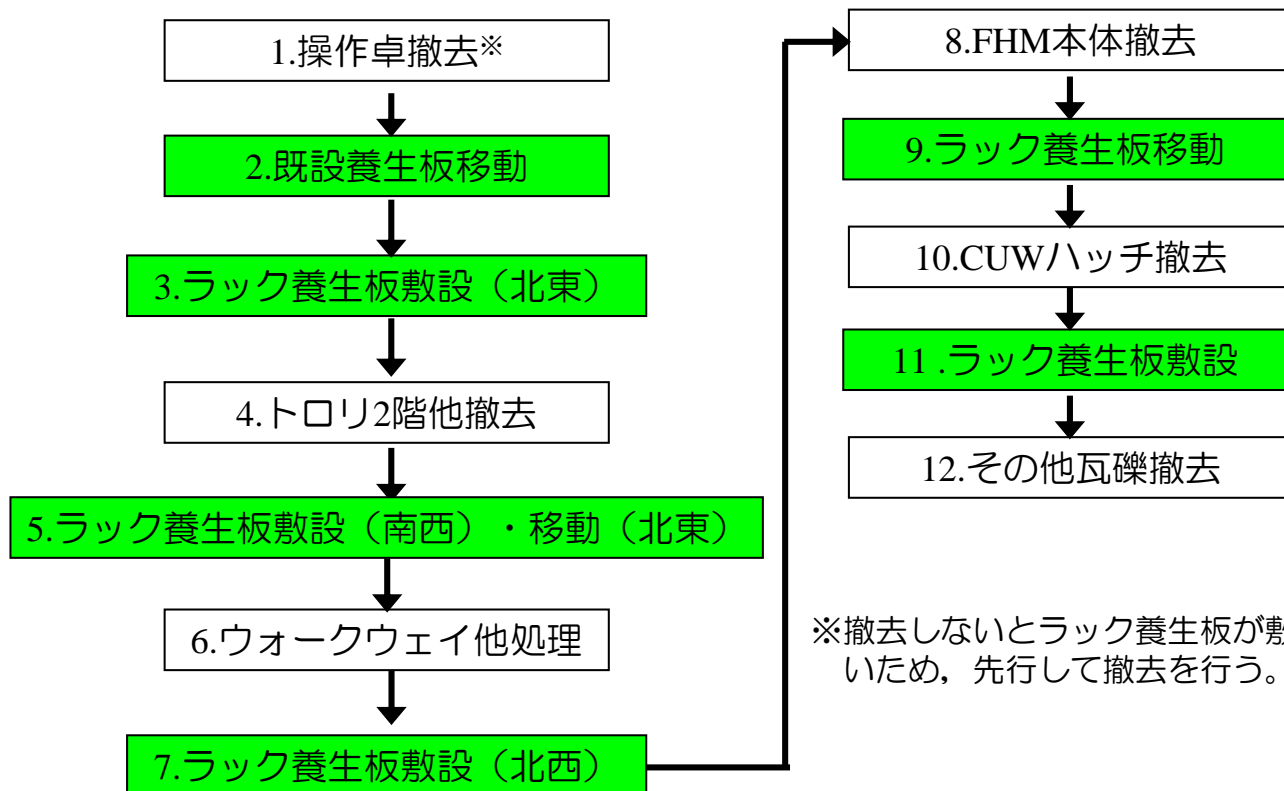 1.操作卓撤去※
2.既設養生板移動
3.ラック養生板敷設（北東）
4.トロリ2階他撤去
5.ラック養生板敷設（南西）・移動（北東）
6.ウォークウェイ他処理
7.ラック養生板敷設（北西）
8.FHM本体撤去
9.ラック養生板移動
10.CUWハッチ撤去
11.ラック養生板敷設
12.その他瓦礫撤去
※撤去しないとラック養生板が敷
いため，先行して撤去を行う。